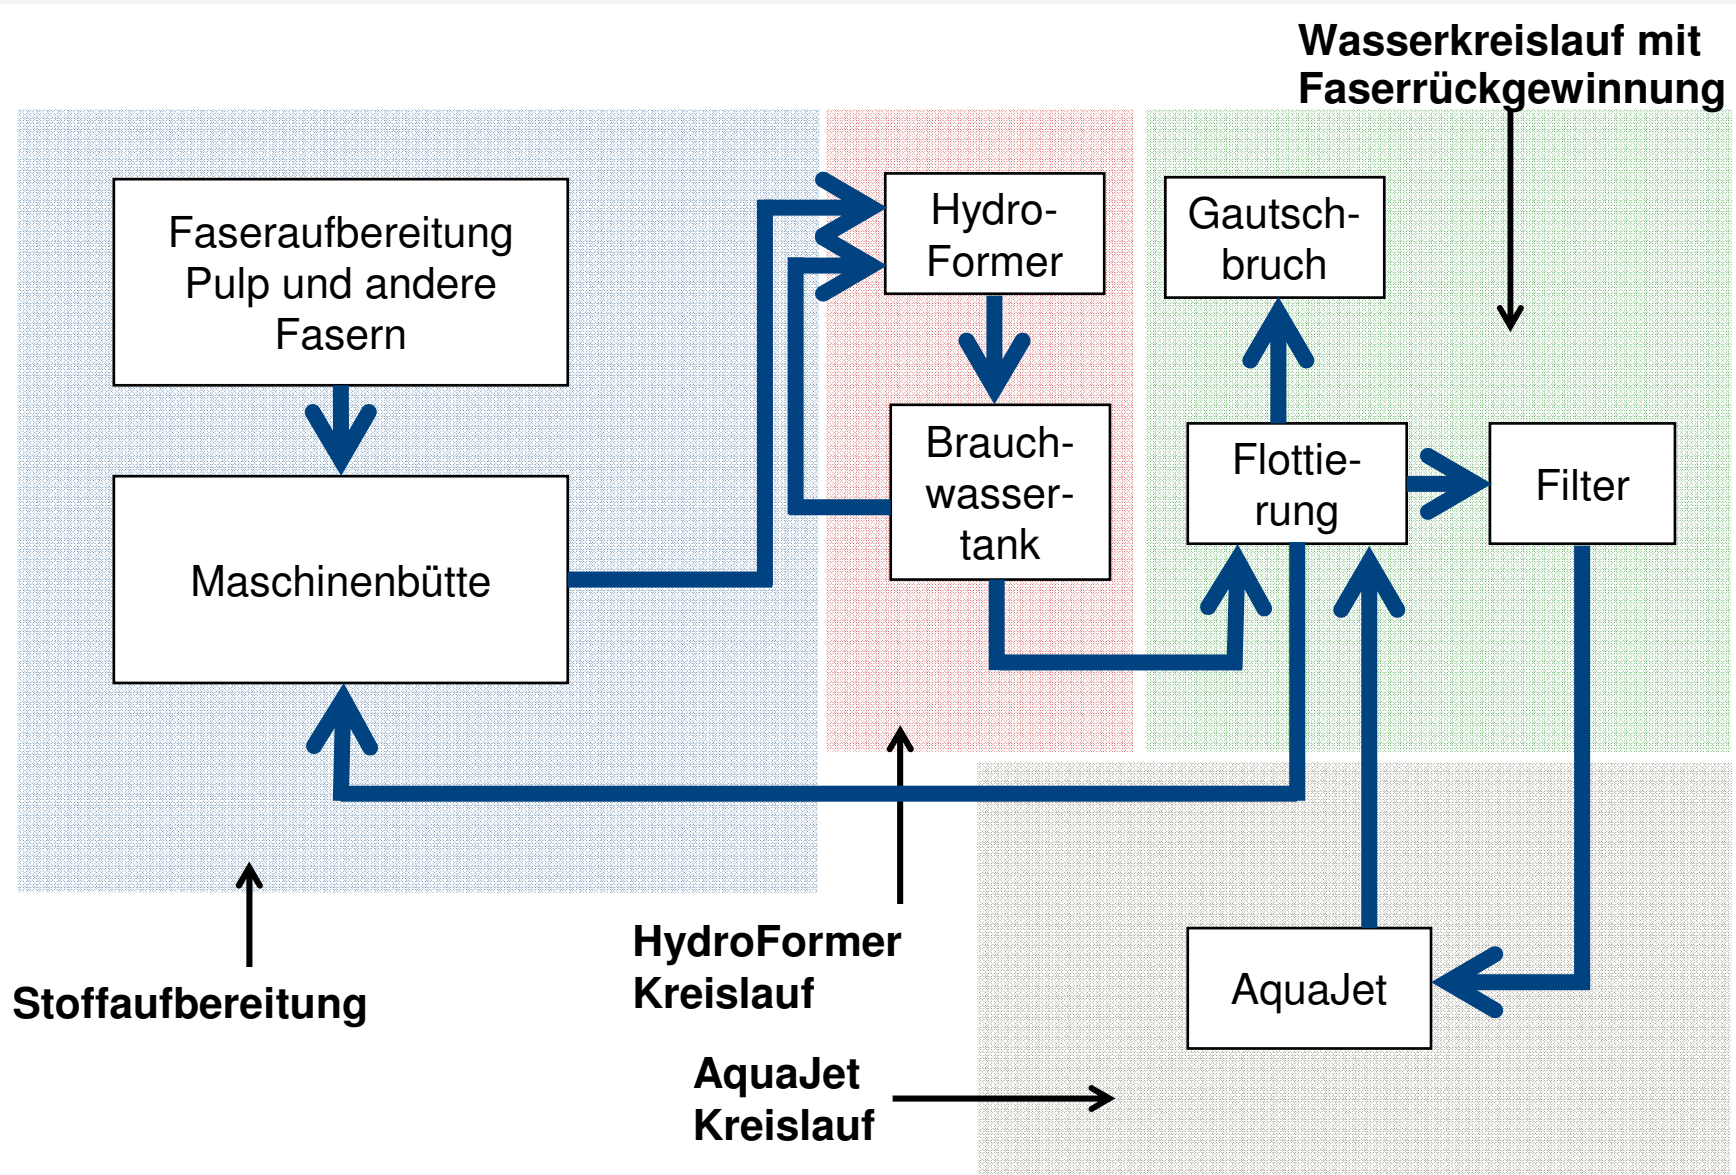 Wasserkreislauf mit
Faserrückgewinnung
Faseraufbereitung
Pulp und andere
Fasern
Hydro-
Former
Gautsch-
bruch
Brauch-
wasser-
tank
Flottie-
rung
Filter
Maschinenbütte
HydroFormer
Kreislauf
Stoffaufbereitung
AquaJet
AquaJet
Kreislauf